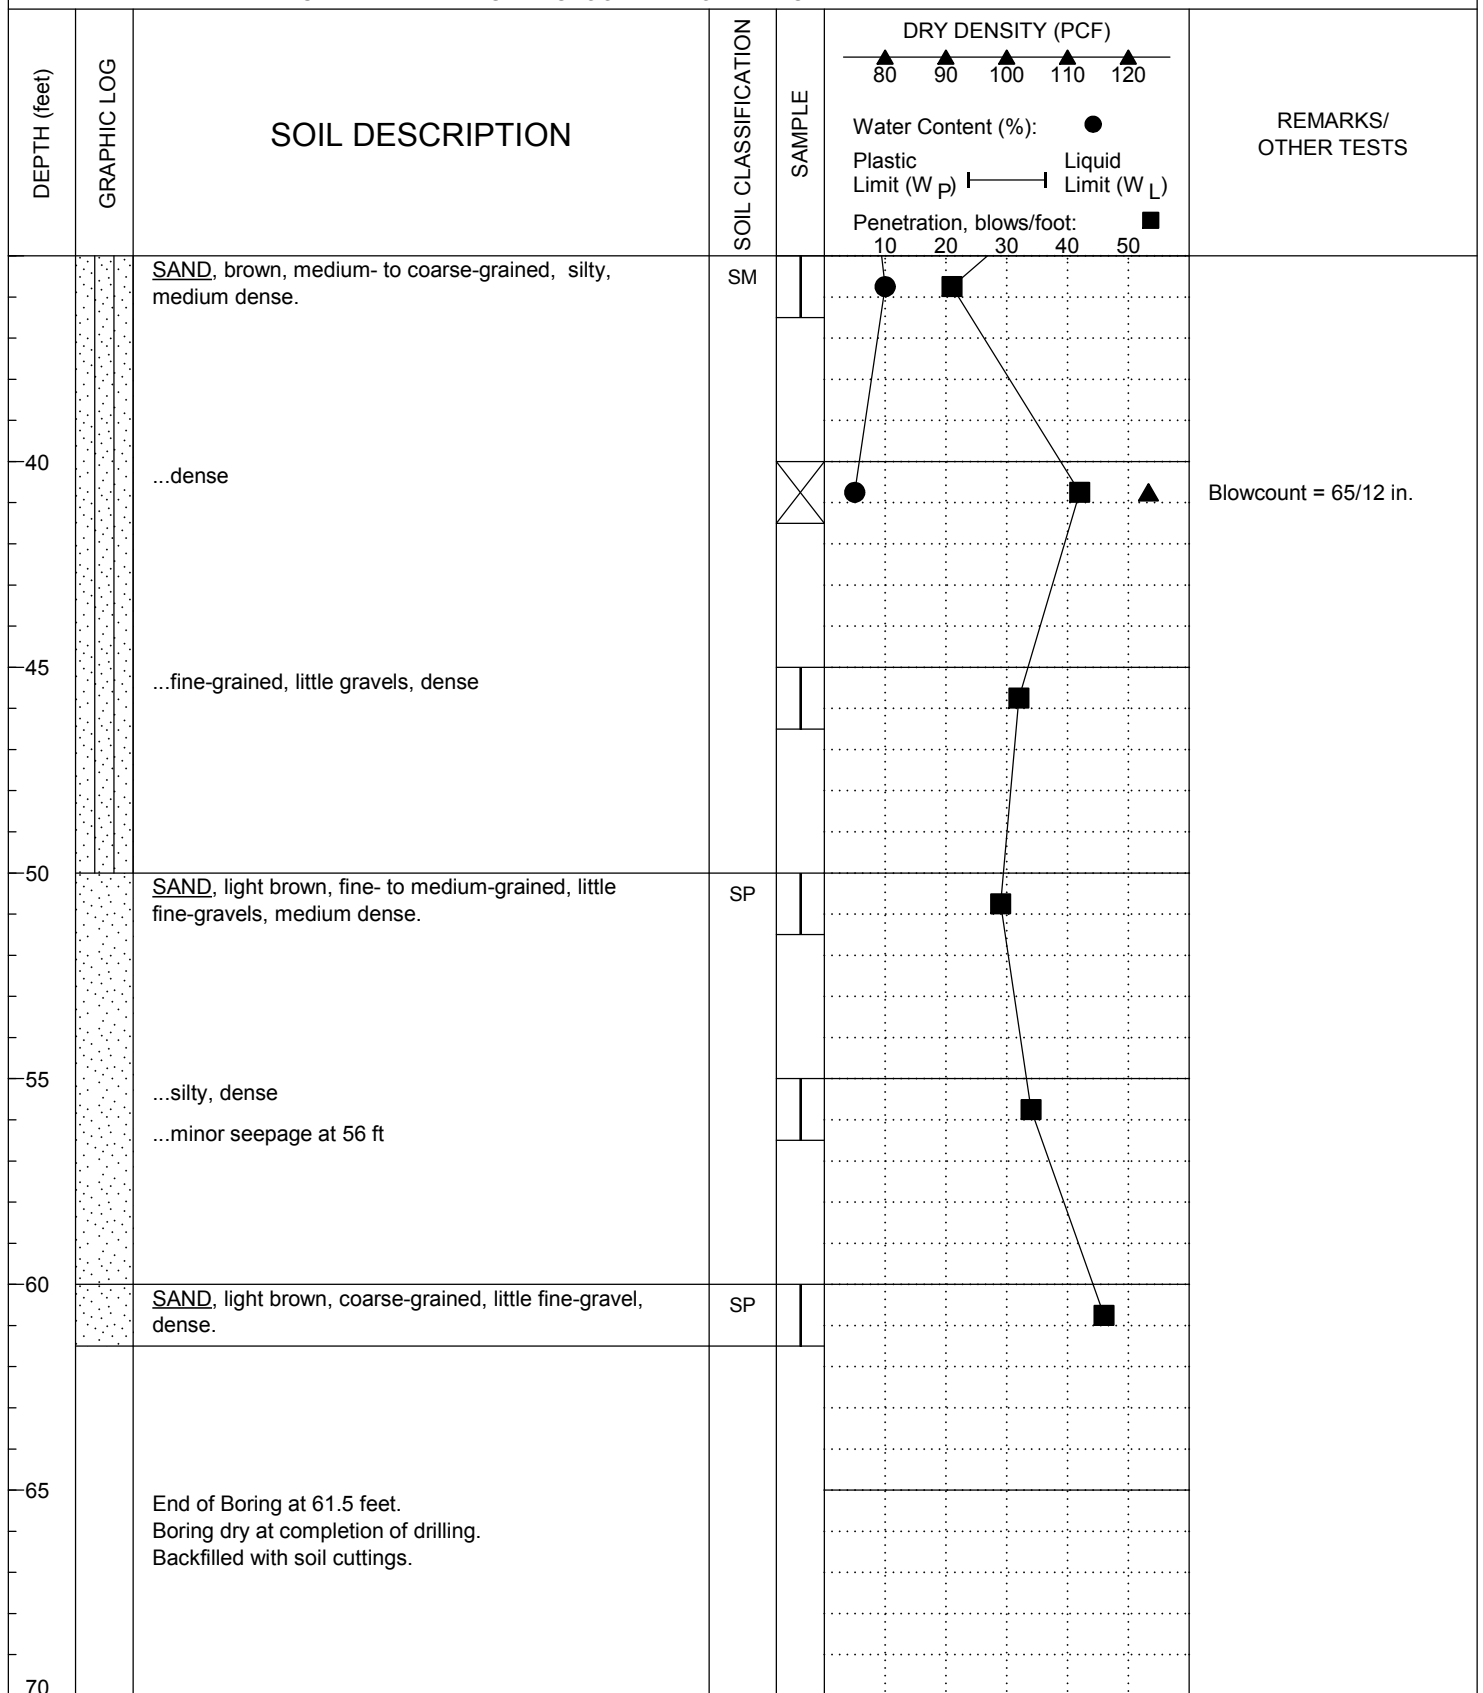 DEPTH (feet)
GRAPHIC LOG
SOIL DESCRIPTION
SOIL CLASSIFICATION
SAMPLE
DRY DENSITY (PCF)
80 90 100 110 120
Water Content (%):
Plastic Limit (W P)
Liquid Limit (W L)
Penetration, blows/foot:
10 20 30 40 50
REMARKS/
OTHER TESTS
SAND, brown, medium- to coarse-grained, silty,
medium dense.
SM
40
...dense
Blowcount = 65/12 in.
45
...fine-grained, little gravels, dense
50
SAND, light brown, fine- to medium-grained, little
fine-gravels, medium dense.
SP
55
...silty, dense
...minor seepage at 56 ft
60
SAND, light brown, coarse-grained, little fine-gravel,
dense.
SP
65
End of Boring at 61.5 feet.
Boring dry at completion of drilling.
Backfilled with soil cuttings.
70